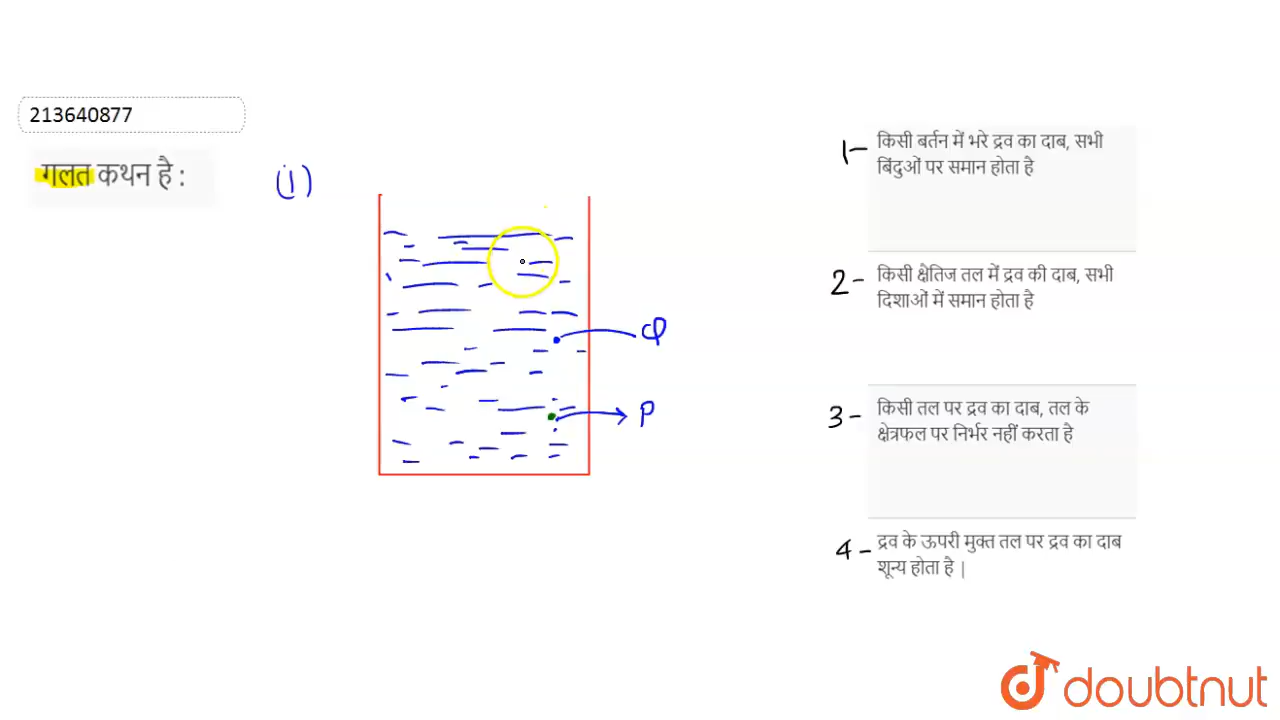 213640877
गलत कथन है :
(i)
Q
P
1- किसी बर्तन में भरे द्रव का दाब, सभी
बिंदुओं पर समान होता है
2- किसी क्षैतिज तल में द्रव की दाब, सभी
दिशाओं में समान होता है
3- किसी तल पर द्रव का दाब, तल के
क्षेत्रफल पर निर्भर नहीं करता है
4- द्रव के ऊपरी मुक्त तल पर द्रव का दाब
शून्य होता है |
doubtnut